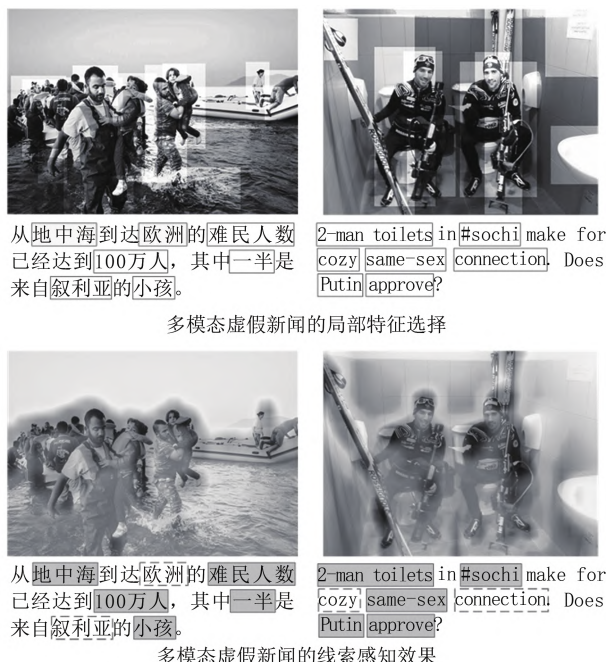 从地中海到达欧洲的难民人数
已经达到100万人，其中一半是
来自叙利亚的小孩。
2-man toilets in #sochi make for
cozy same-sex connection. Does
Putin approve?
多模态虚假新闻的局部特征选择
从地中海到达欧洲的难民人数
已经达到100万人，其中一半是
来自叙利亚的小孩。
2-man toilets in #sochi make for
cozy same-sex connection. Does
Putin approve?
多模态虚假新闻的线索感知效果